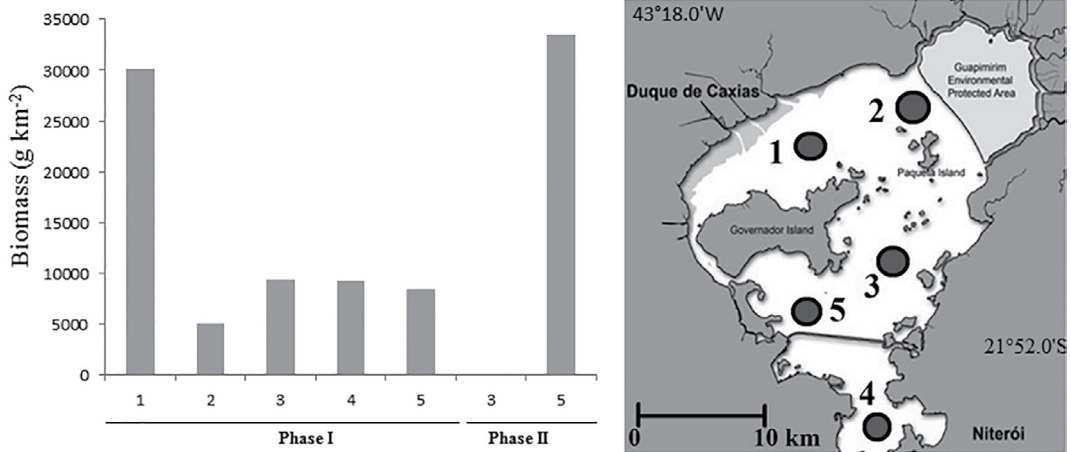 35000
30000
25000
20000
15000
10000
5000
0
Biomass (g km-2)
1 2 3 4 5 3 5
Phase I Phase II
43°18.0'W
Duque de Caxias
Guapimirim
Environmental
Protected Area
2
1
Paquetá Island
Governador Island
3
5
21°52.0'S
4
0 10 km
Niterói